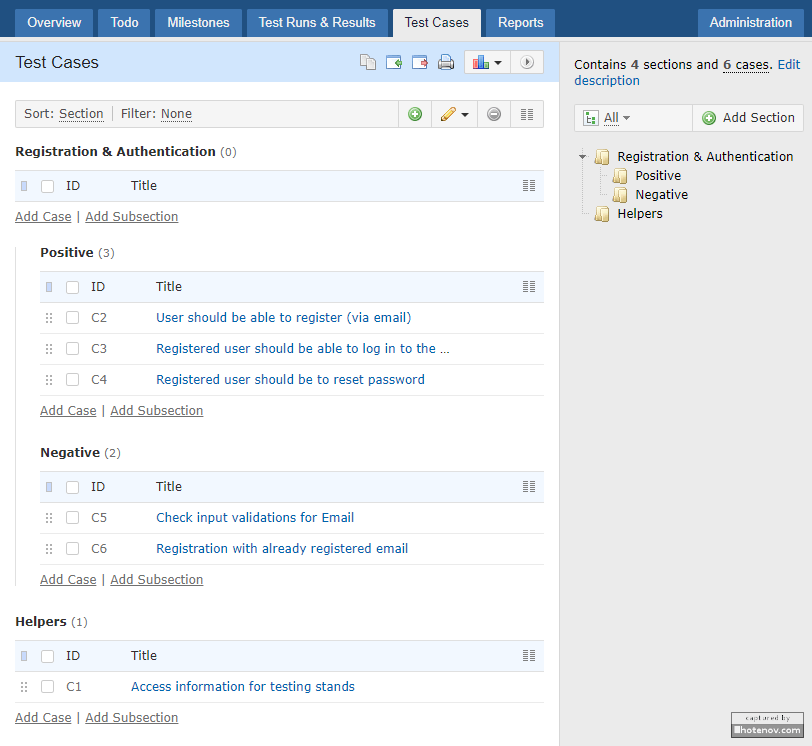 Overview Todo Milestones Test Runs & Results Test Cases Reports Administration
Test Cases
Sort: Section Filter: None
Registration & Authentication (0)
ID Title
Add Case | Add Subsection
Positive (3)
ID Title
C2 User should be able to register (via email)
C3 Registered user should be able to log in to the ...
C4 Registered user should be to reset password
Add Case | Add Subsection
Negative (2)
ID Title
C5 Check input validations for Email
C6 Registration with already registered email
Add Case | Add Subsection
Helpers (1)
ID Title
C1 Access information for testing stands
Add Case | Add Subsection
Contains 4 sections and 6 cases. Edit
description
All Add Section
Registration & Authentication
Positive
Negative
Helpers
captured by
hotenov.com